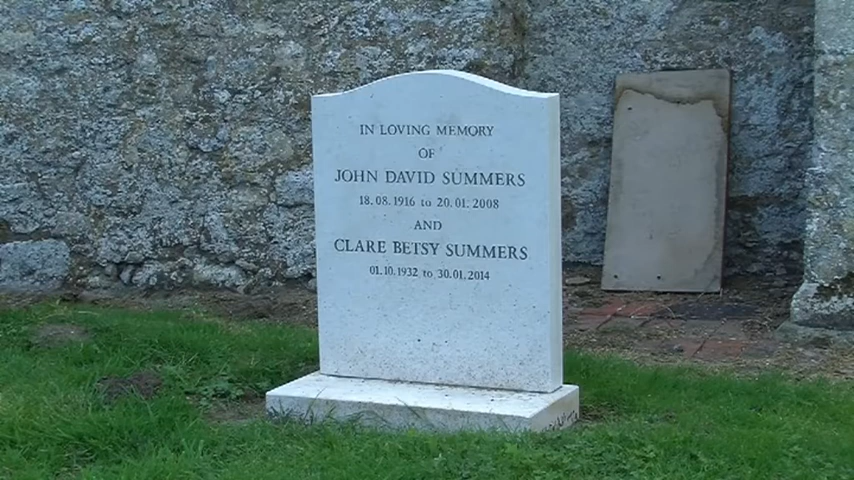 IN LOVING MEMORY
OF
JOHN DAVID SUMMERS
18.08.1916 to 20.01.2008
AND
CLARE BETSY SUMMERS
01.10.1932 to 30.01.2014